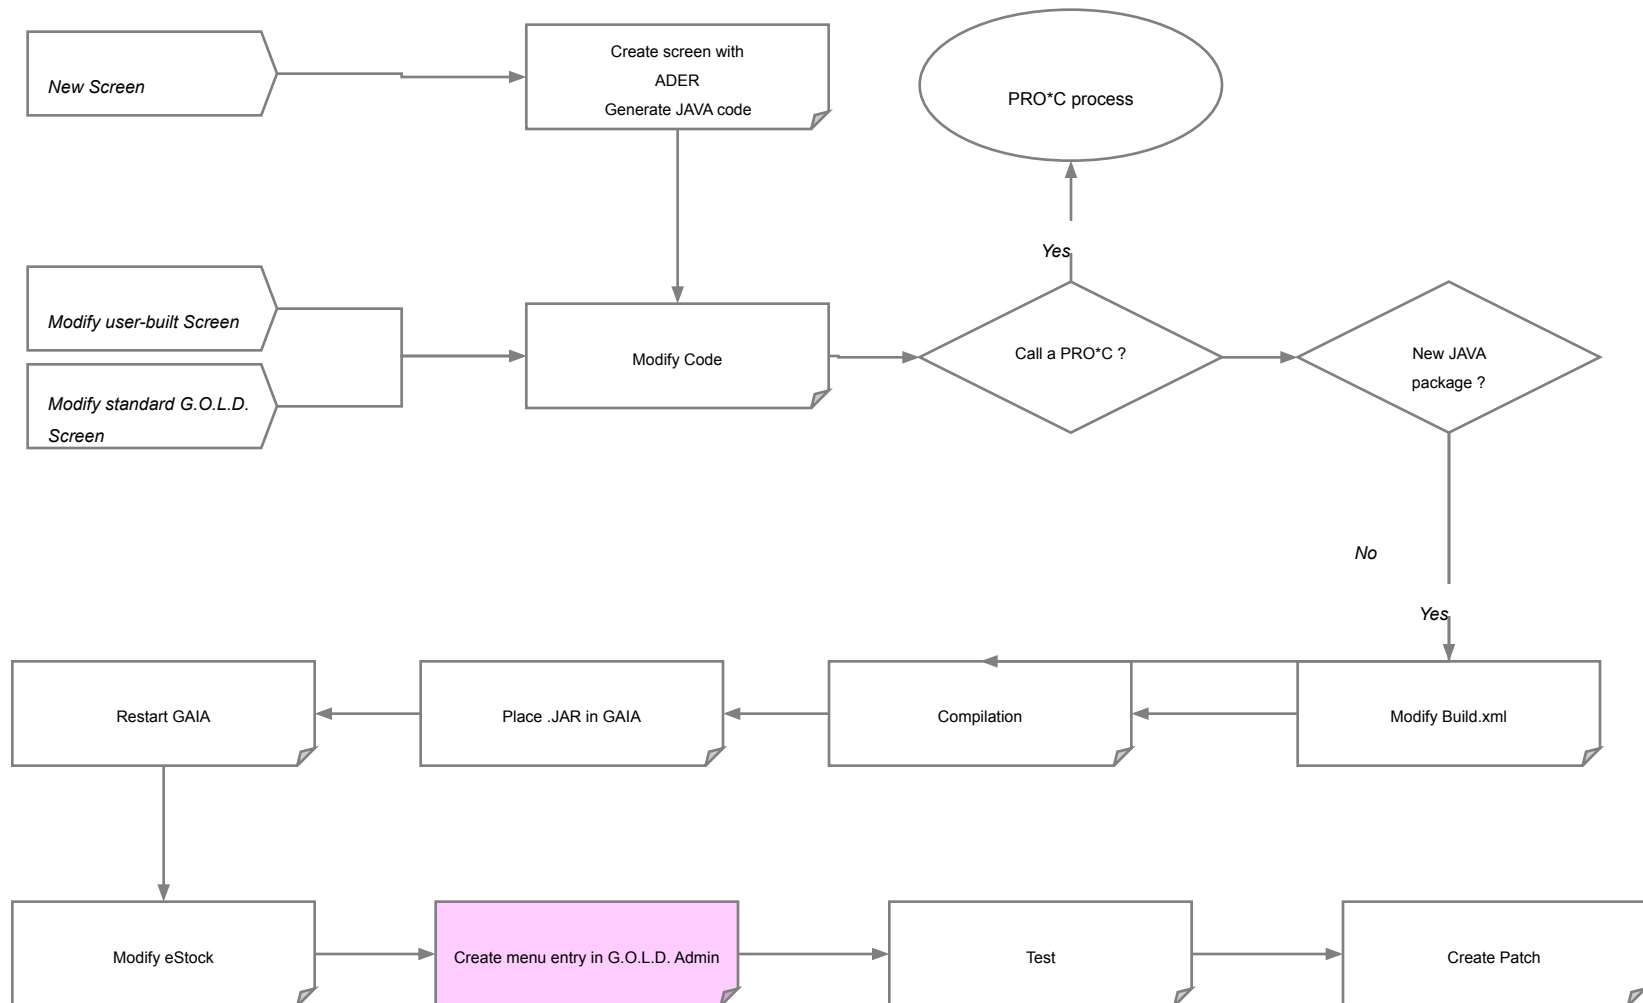 New Screen
Create screen with
ADER
Generate JAVA code
PRO*C process
Yes
Modify user-built Screen
Modify standard G.O.L.D.
Screen
Modify Code
Call a PRO*C ?
New JAVA
package ?
No
Yes
Restart GAIA
Place .JAR in GAIA
Compilation
Modify Build.xml
Modify eStock
Create menu entry in G.O.L.D. Admin
Test
Create Patch